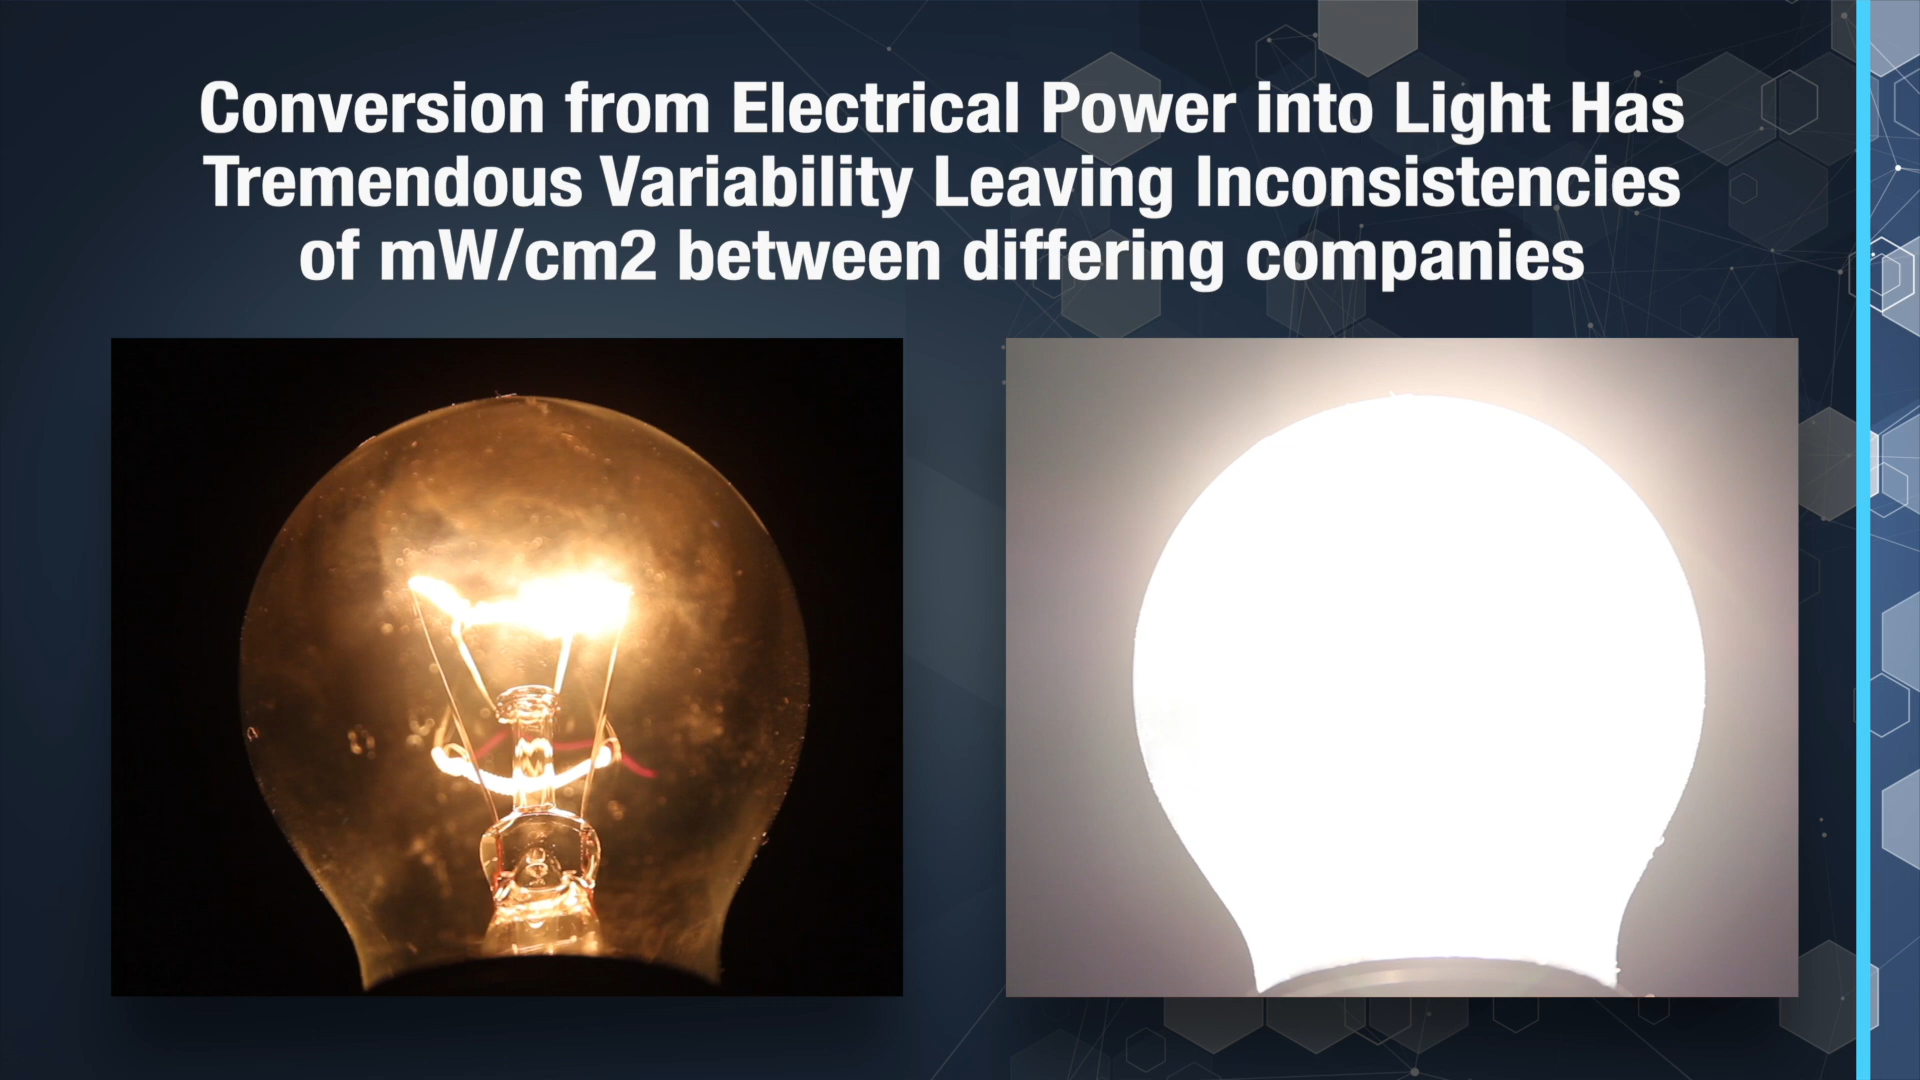 Conversion from Electrical Power into Light Has
Tremendous Variability Leaving Inconsistencies
of mW/cm2 between differing companies